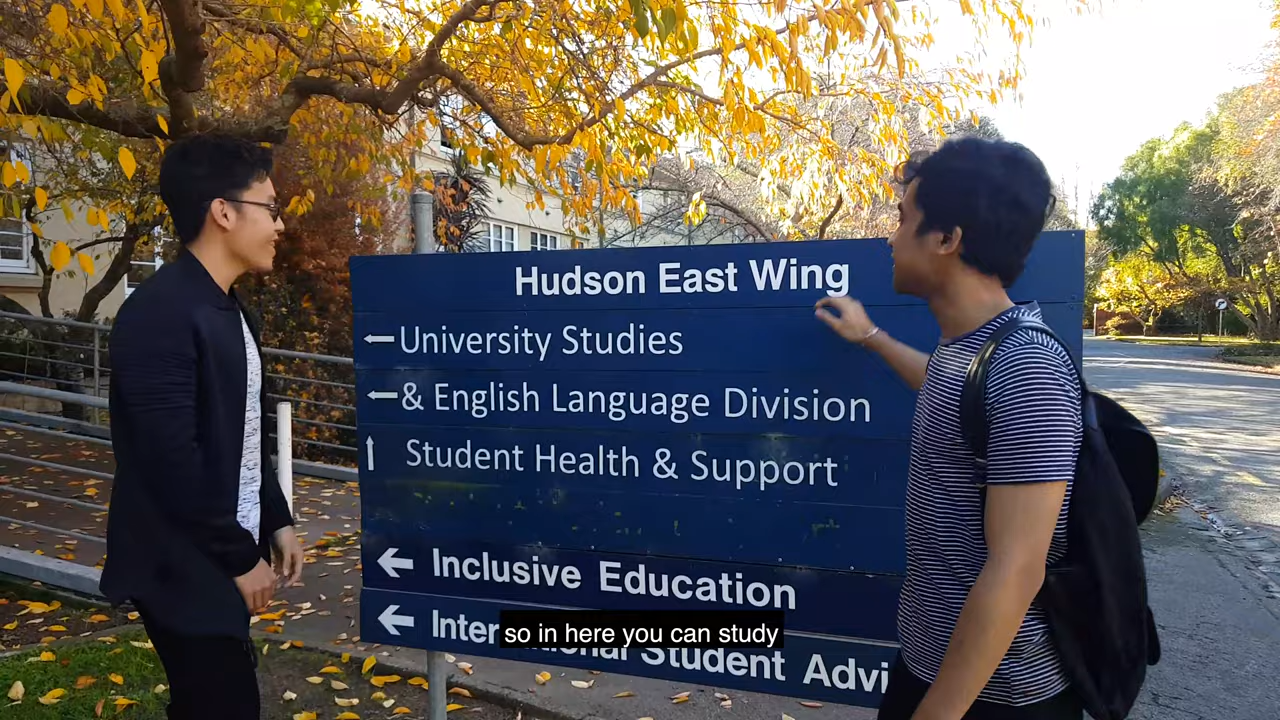 Hudson East Wing
University Studies
& English Language Division
Student Health & Support
Inclusive Education
so in here you can study
Student